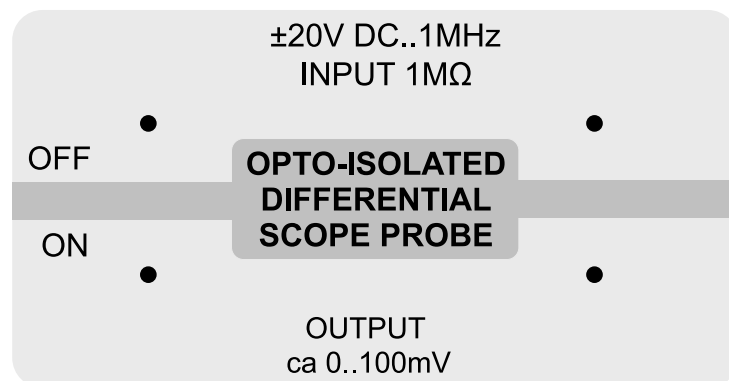 ±20V DC..1MHz
INPUT 1MΩ
OFF
OPTO-ISOLATED
DIFFERENTIAL
SCOPE PROBE
ON
OUTPUT
ca 0..100mV